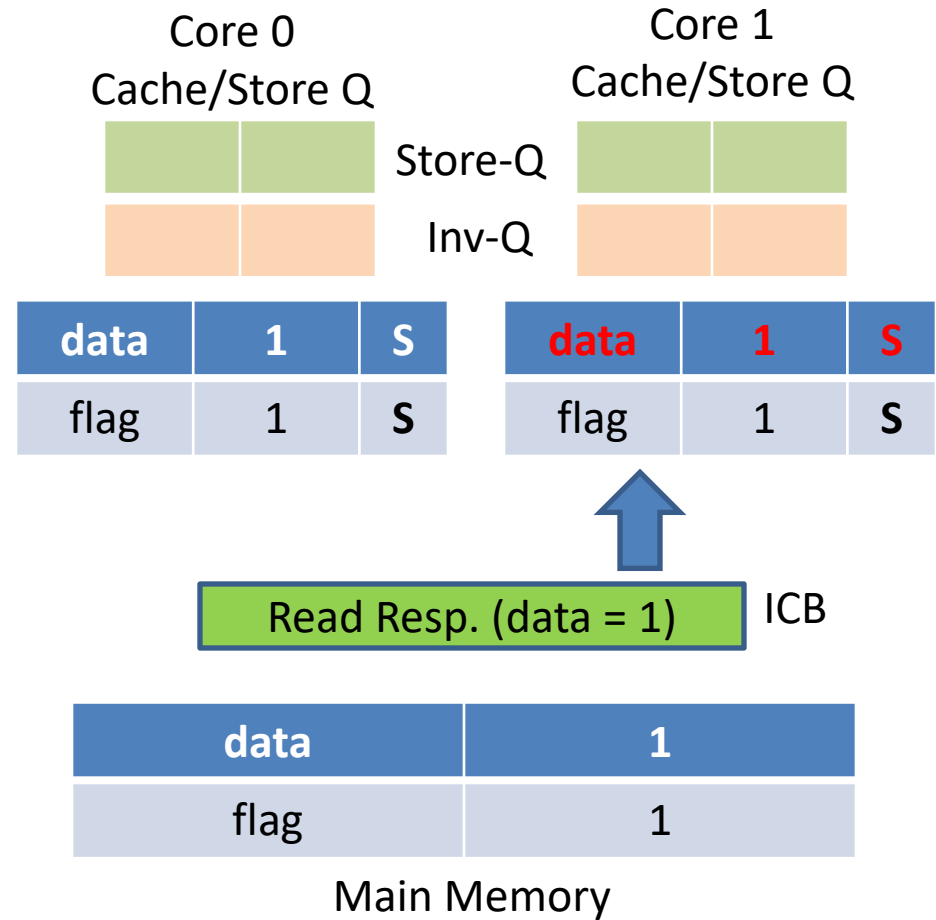 Core 0
Cache/Store Q
Core 1
Cache/Store Q
Store-Q
Inv-Q
data 1 S
flag 1 S
data 1 S
flag 1 S
Read Resp. (data = 1)
ICB
data 1
flag 1
Main Memory